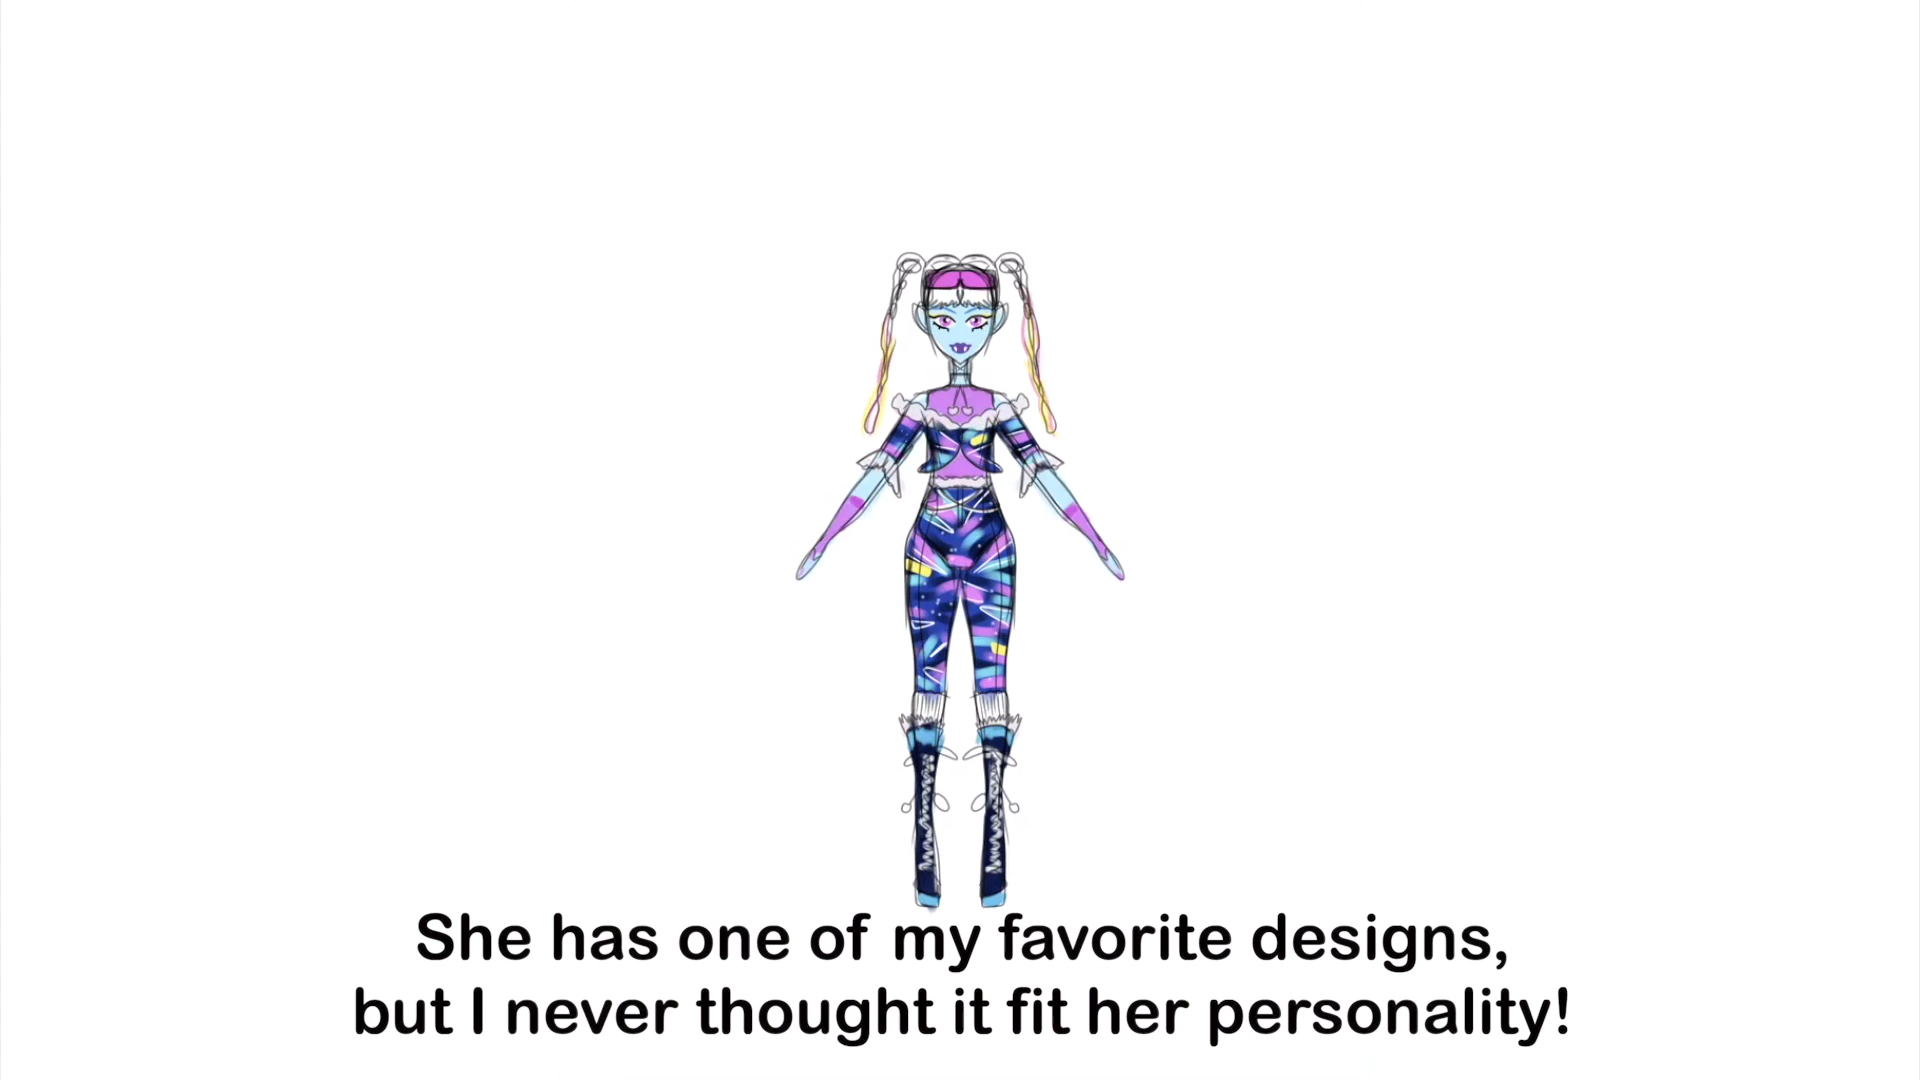 She has one of my favorite designs,
but I never thought it fit her personality!